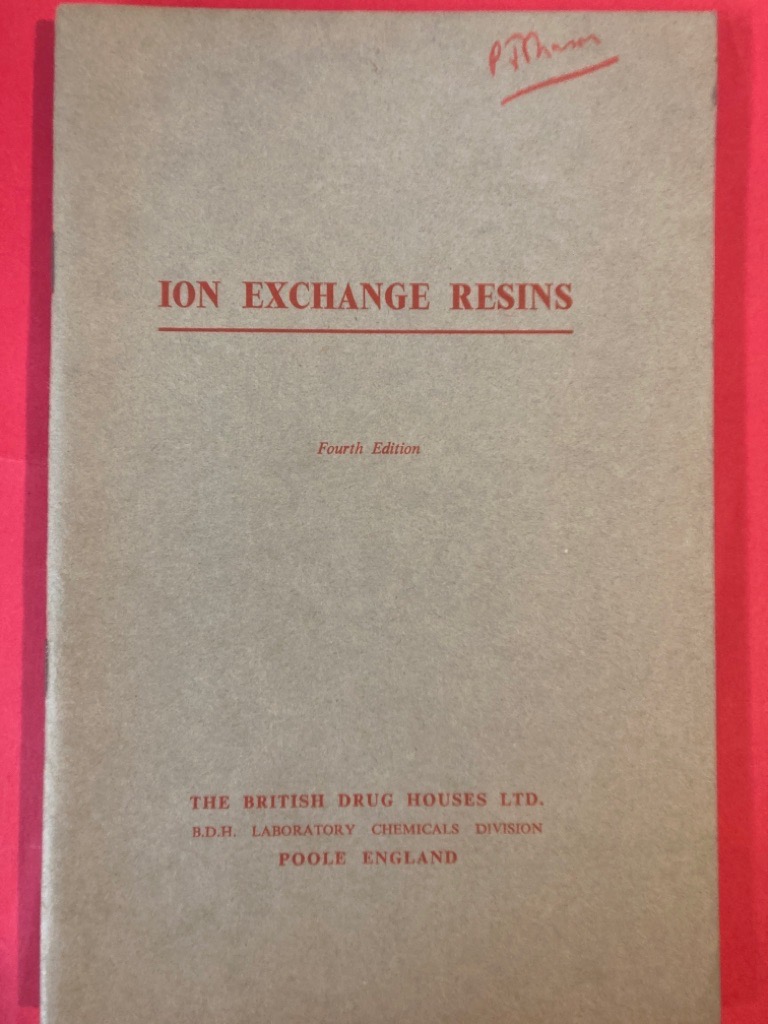 ION EXCHANGE RESINS
Fourth Edition
THE BRITISH DRUG HOUSES LTD.
B.D.H. LABORATORY CHEMICALS DIVISION
POOLE ENGLAND